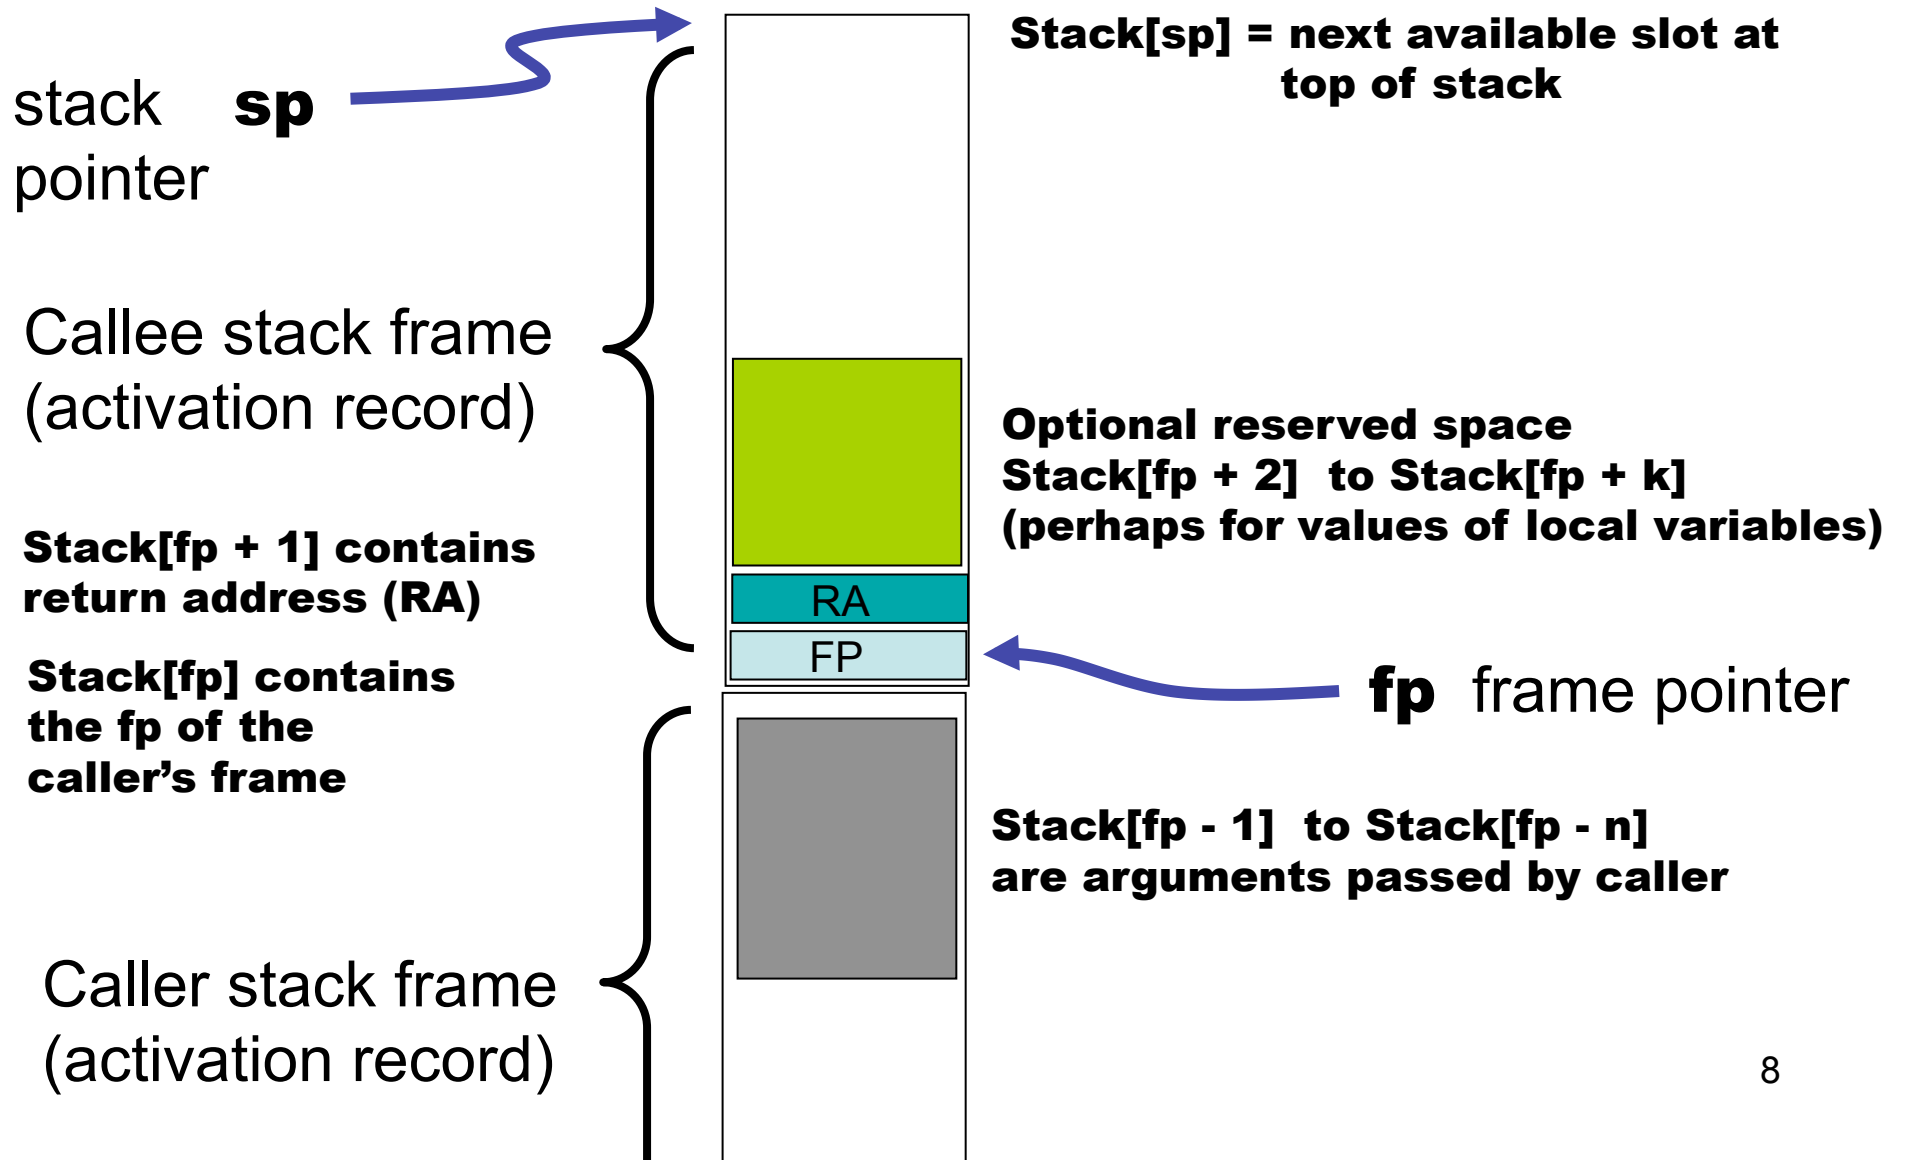 Stack[sp] = next available slot at
top of stack
stack sp
pointer
Callee stack frame
(activation record)
Optional reserved space
Stack[fp + 2] to Stack[fp + k]
(perhaps for values of local variables)
Stack[fp + 1] contains
return address (RA)
RA
FP
Stack[fp] contains
the fp of the
caller’s frame
fp frame pointer
Stack[fp - 1] to Stack[fp - n]
are arguments passed by caller
Caller stack frame
(activation record)
8